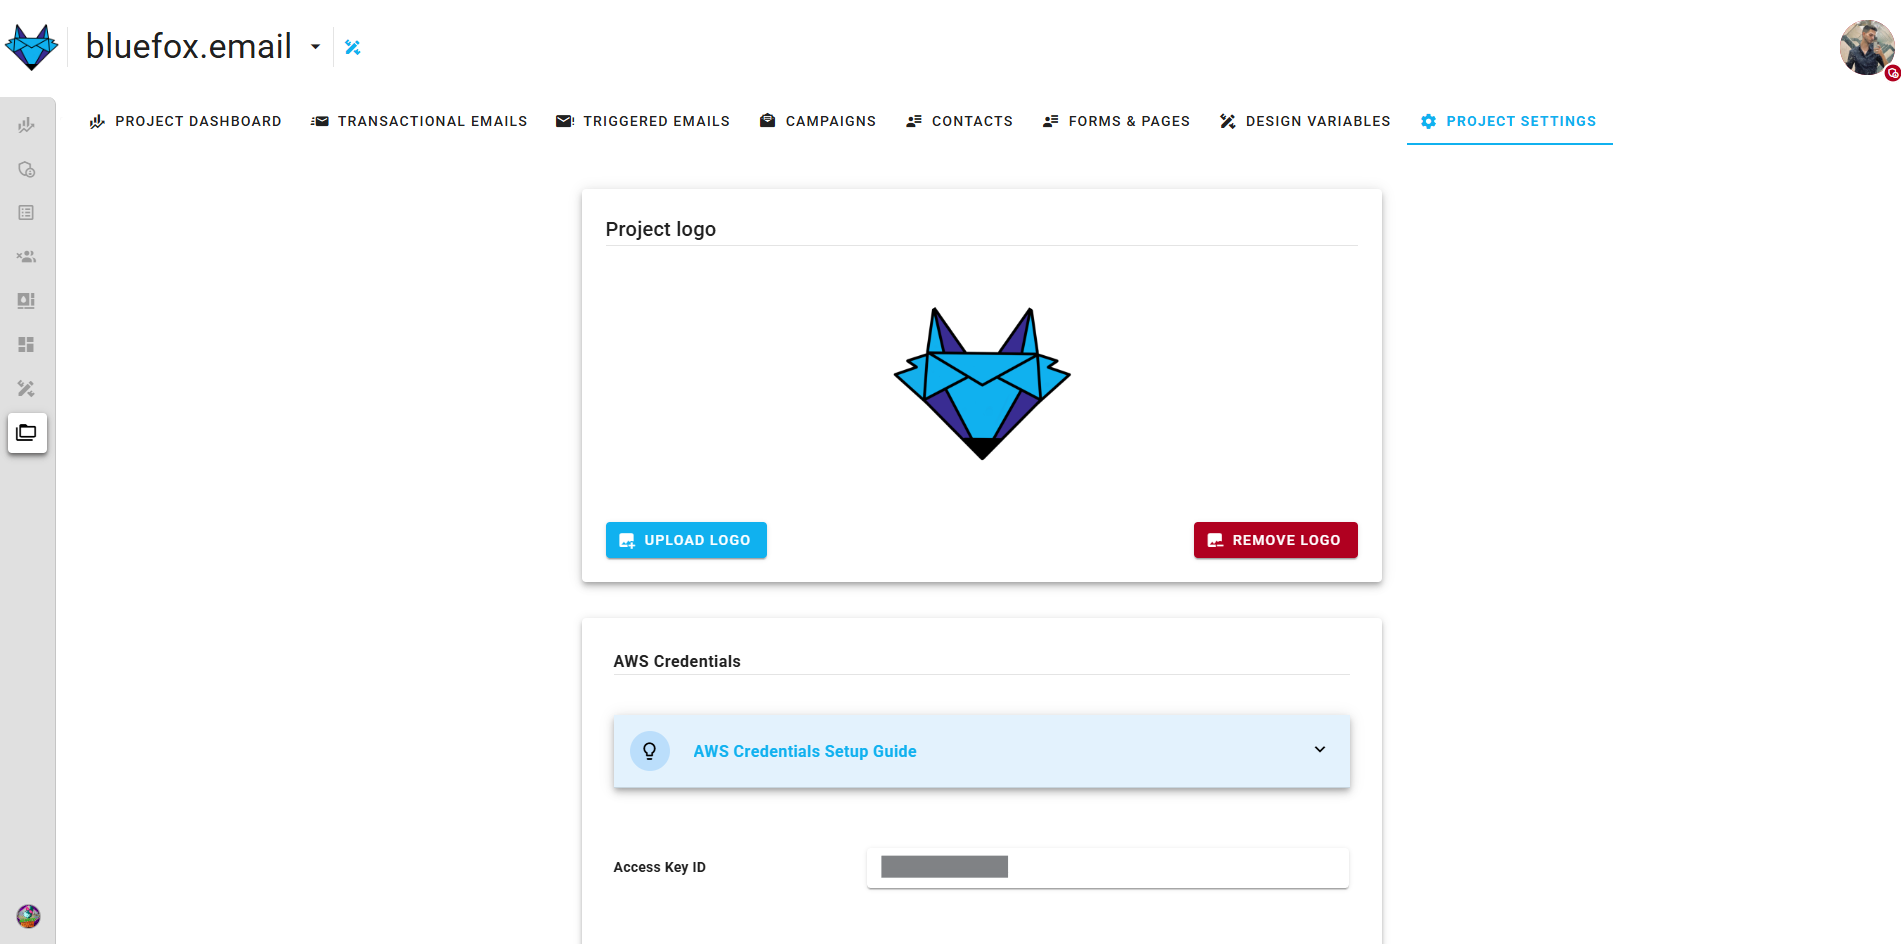 bluefox.email
PROJECT DASHBOARD
TRANSACTIONAL EMAILS
TRIGGERED EMAILS
CAMPAIGNS
CONTACTS
FORMS & PAGES
DESIGN VARIABLES
PROJECT SETTINGS
Project logo
UPLOAD LOGO
REMOVE LOGO
AWS Credentials
AWS Credentials Setup Guide
Access Key ID